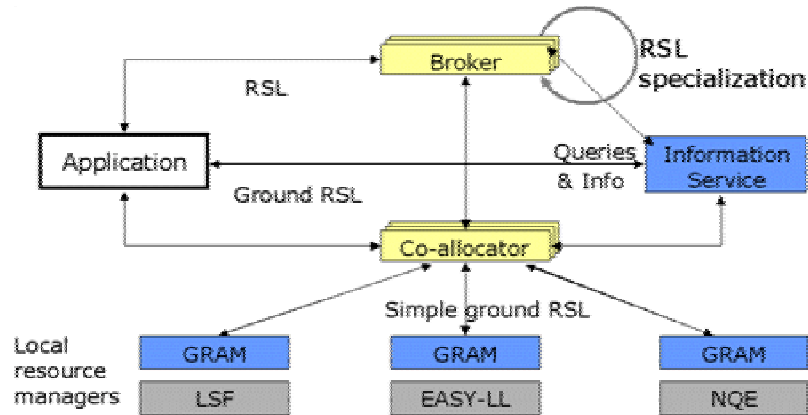 Broker
RSL
specialization
RSL
Application
Queries
& Info
Information
Service
Ground RSL
Co-allocator
Simple ground RSL
Local
resource
managers
GRAM
GRAM
GRAM
LSF
EASY-LL
NQE